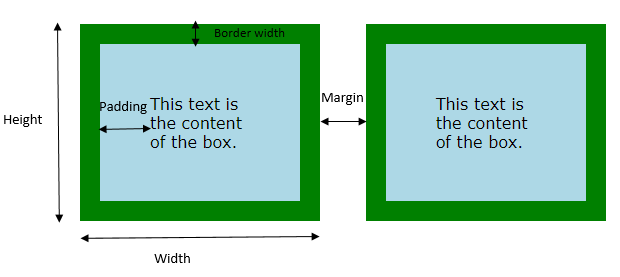 Border width
Padding
This text is
the content
of the box.
Height
Margin
This text is
the content
of the box.
Width